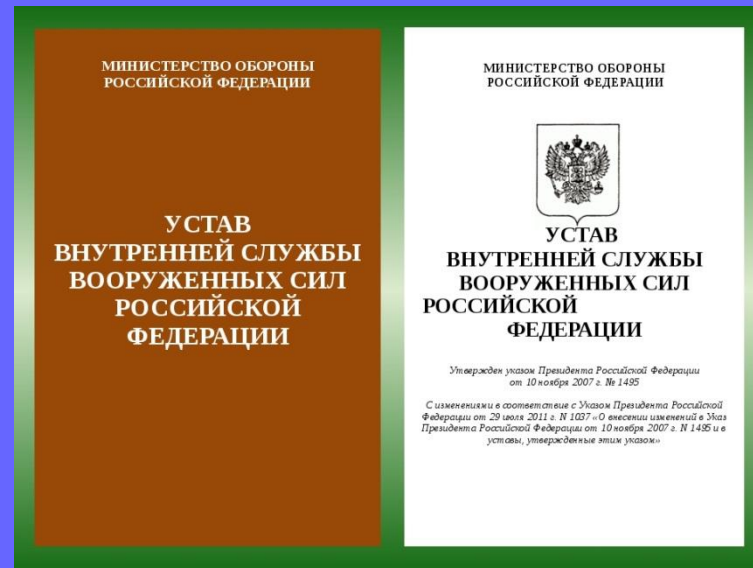 МИНИСТЕРСТВО ОБОРОНЫ
РОССИЙСКОЙ ФЕДЕРАЦИИ
УСТАВ
ВНУТРЕННЕЙ СЛУЖБЫ
ВООРУЖЕННЫХ СИЛ
РОССИЙСКОЙ
ФЕДЕРАЦИИ
МИНИСТЕРСТВО ОБОРОНЫ
РОССИЙСКОЙ ФЕДЕРАЦИИ
УСТАВ
ВНУТРЕННЕЙ СЛУЖБЫ
ВООРУЖЕННЫХ СИЛ
РОССИЙСКОЙ
ФЕДЕРАЦИИ
Утвержден указом Президента Российской Федерации
от 10 ноября 2007 г. № 1495
С изменениями в соответствие с Указом Президента Российской
Федерации от 29 июля 2011 г. N 1037 «О внесении изменений в Указ
Президента Российской Федерации от 10 ноября 2007 г. N 1495 и в
уставы, утвержденные этим указом»